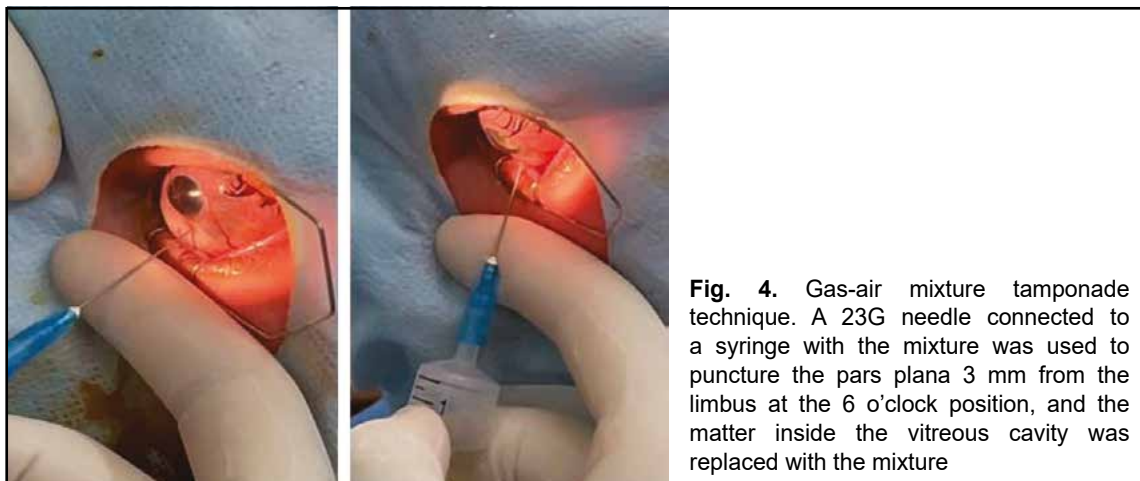 Fig. 4. Gas-air mixture tamponade
technique. A 23G needle connected to
a syringe with the mixture was used to
puncture the pars plana 3 mm from the
limbus at the 6 o’clock position, and the
matter inside the vitreous cavity was
replaced with the mixture